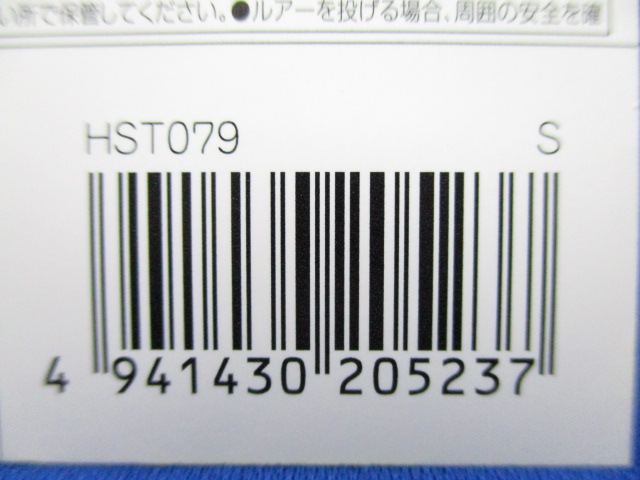 い所で保管してください。●ルアーを投げる場合、周囲の安全を確
HST079 S
4 941430 205237